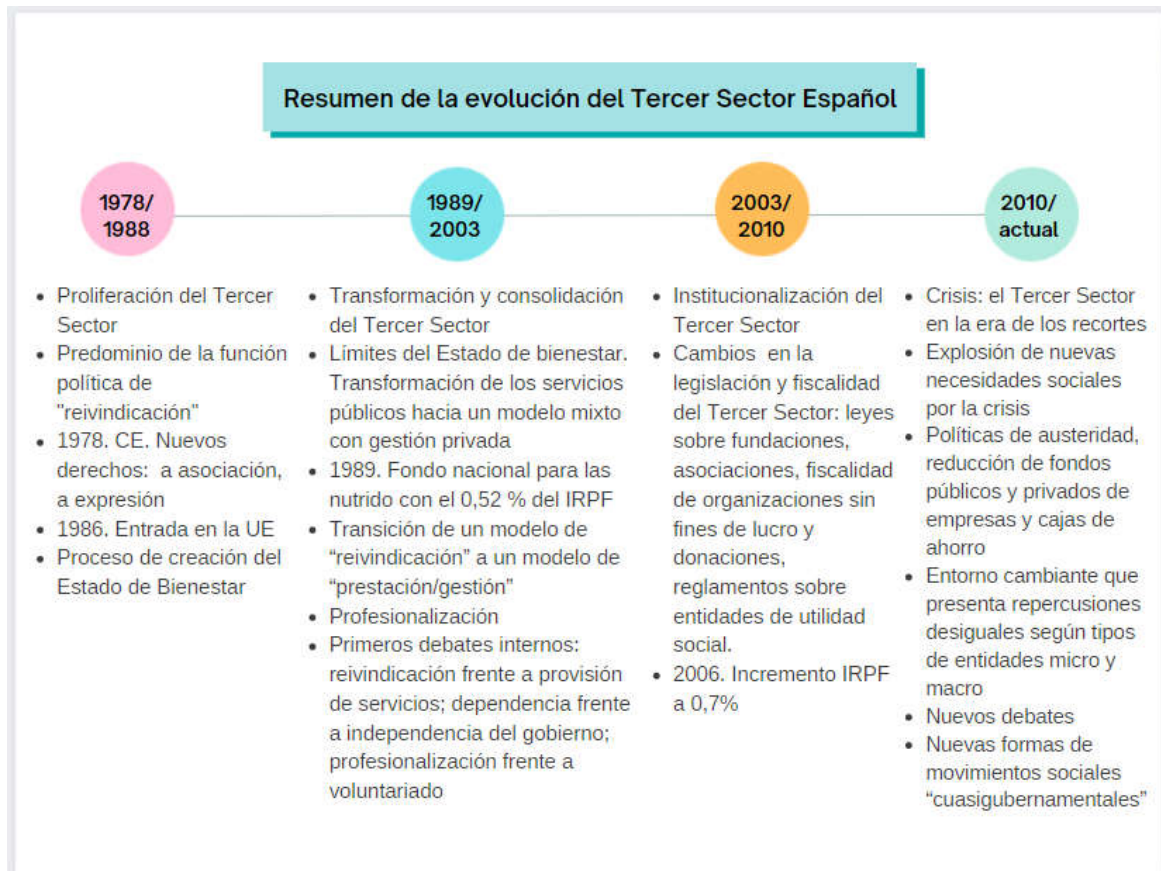 Resumen de la evolución del Tercer Sector Español
1978/
1988
1989/
2003
2003/
2010
2010/
actual
• Proliferación del Tercer
Sector
• Predominio de la función
política de
"reivindicación"
• 1978. CE. Nuevos
derechos: a asociación,
a expresión
• 1986. Entrada en la UE
• Proceso de creación del
Estado de Bienestar
• Transformación y consolidación
del Tercer Sector
• Límites del Estado de bienestar.
Transformación de los servicios
públicos hacia un modelo mixto
con gestión privada
• 1989. Fondo nacional para las
nutrido con el 0,52 % del IRPF
• Transición de un modelo de
“reivindicación” a un modelo de
“prestación/gestión”
• Profesionalización
• Primeros debates internos:
reivindicación frente a provisión
de servicios; dependencia frente
a independencia del gobierno;
profesionalización frente a
voluntariado
• Institucionalización del
Tercer Sector
• Cambios en la
legislación y fiscalidad
del Tercer Sector: leyes
sobre fundaciones,
asociaciones, fiscalidad
de organizaciones sin
fines de lucro y
donaciones,
reglamentos sobre
entidades de utilidad
social.
• 2006. Incremento IRPF
a 0,7%
• Crisis: el Tercer Sector
en la era de los recortes
• Explosión de nuevas
necesidades sociales
por la crisis
• Políticas de austeridad,
reducción de fondos
públicos y privados de
empresas y cajas de
ahorro
• Entorno cambiante que
presenta repercusiones
desiguales según tipos
de entidades micro y
macro
• Nuevos debates
• Nuevas formas de
movimientos sociales
“cuasigubernamentales”